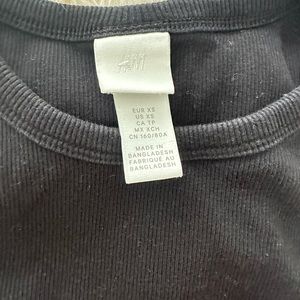 H&M
EUR XS
US XS
CA TP
MX XCH
CN 160/80A
MADE IN
BANGLADESH
FABRIQUÉ AU
BANGLADESH